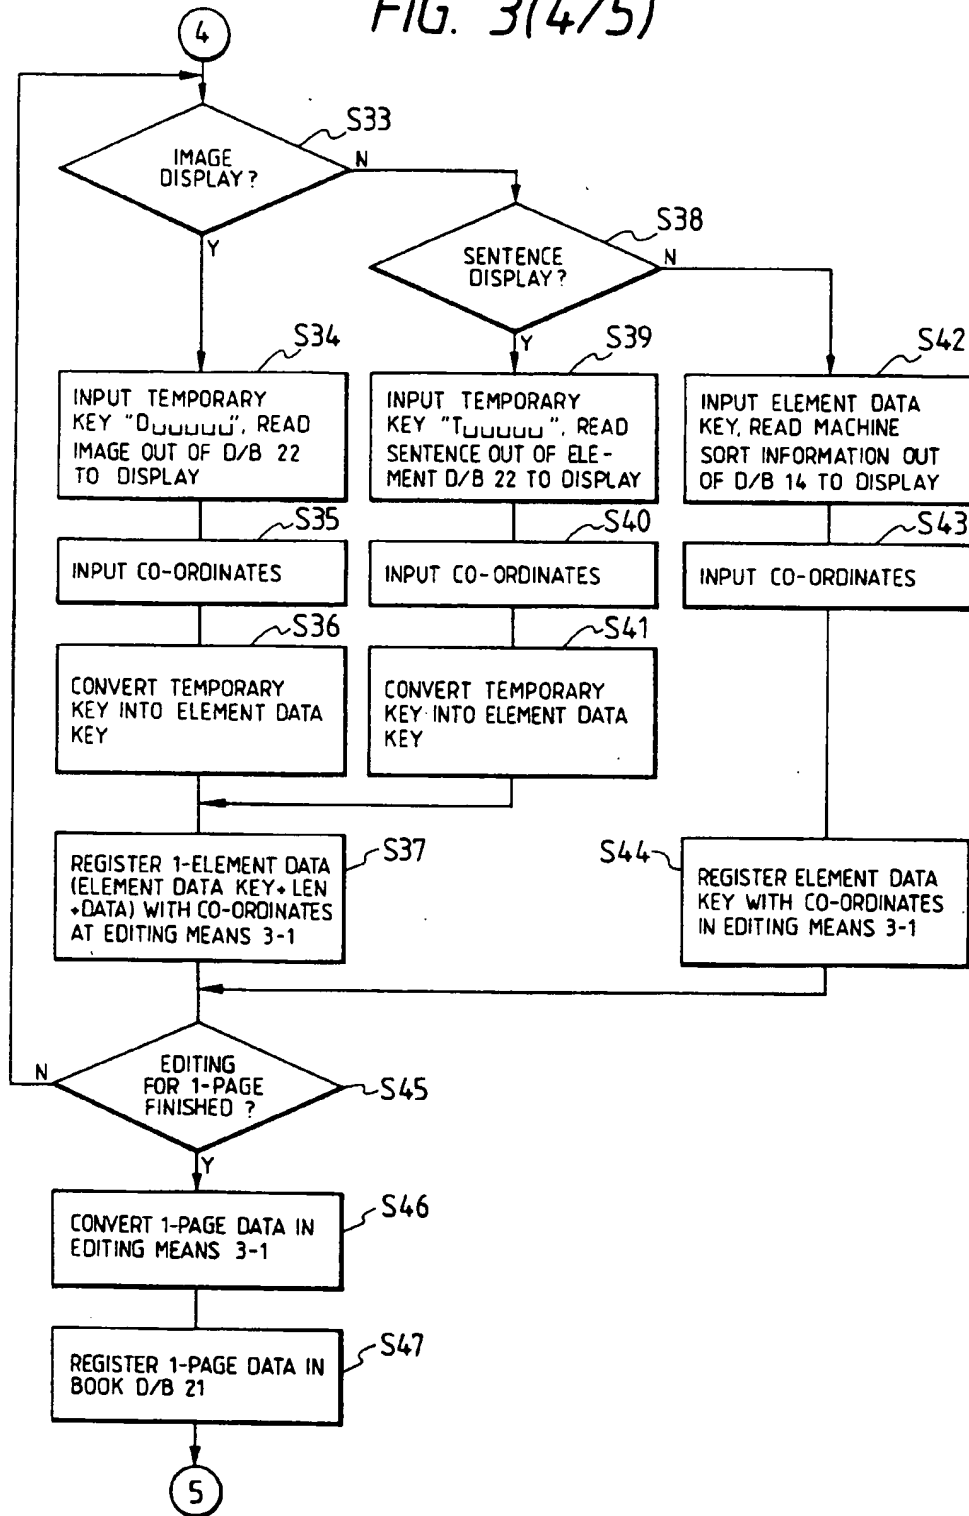 FIG. 3(4/5)
4
S33
IMAGE
DISPLAY?
N
Y
S38
SENTENCE
DISPLAY?
N
Y
S34
INPUT TEMPORARY
KEY "D␣␣␣␣␣", READ
IMAGE OUT OF D/B 22
TO DISPLAY
S39
INPUT TEMPORARY
KEY "T␣␣␣␣␣", READ
SENTENCE OUT OF ELE-
MENT D/B 22 TO DISPLAY
S42
INPUT ELEMENT DATA
KEY, READ MACHINE
SORT INFORMATION OUT
OF D/B 14 TO DISPLAY
S35
INPUT CO-ORDINATES
S40
INPUT CO-ORDINATES
S43
INPUT CO-ORDINATES
S36
CONVERT TEMPORARY
KEY INTO ELEMENT DATA
KEY
S41
CONVERT TEMPORARY
KEY INTO ELEMENT DATA
KEY
S37
REGISTER 1-ELEMENT DATA
(ELEMENT DATA KEY+LEN
+DATA) WITH CO-ORDINATES
AT EDITING MEANS 3-1
S44
REGISTER ELEMENT DATA
KEY WITH CO-ORDINATES
IN EDITING MEANS 3-1
N
EDITING
FOR 1-PAGE
FINISHED ?
S45
Y
S46
CONVERT 1-PAGE DATA IN
EDITING MEANS 3-1
S47
REGISTER 1-PAGE DATA IN
BOOK D/B 21
5